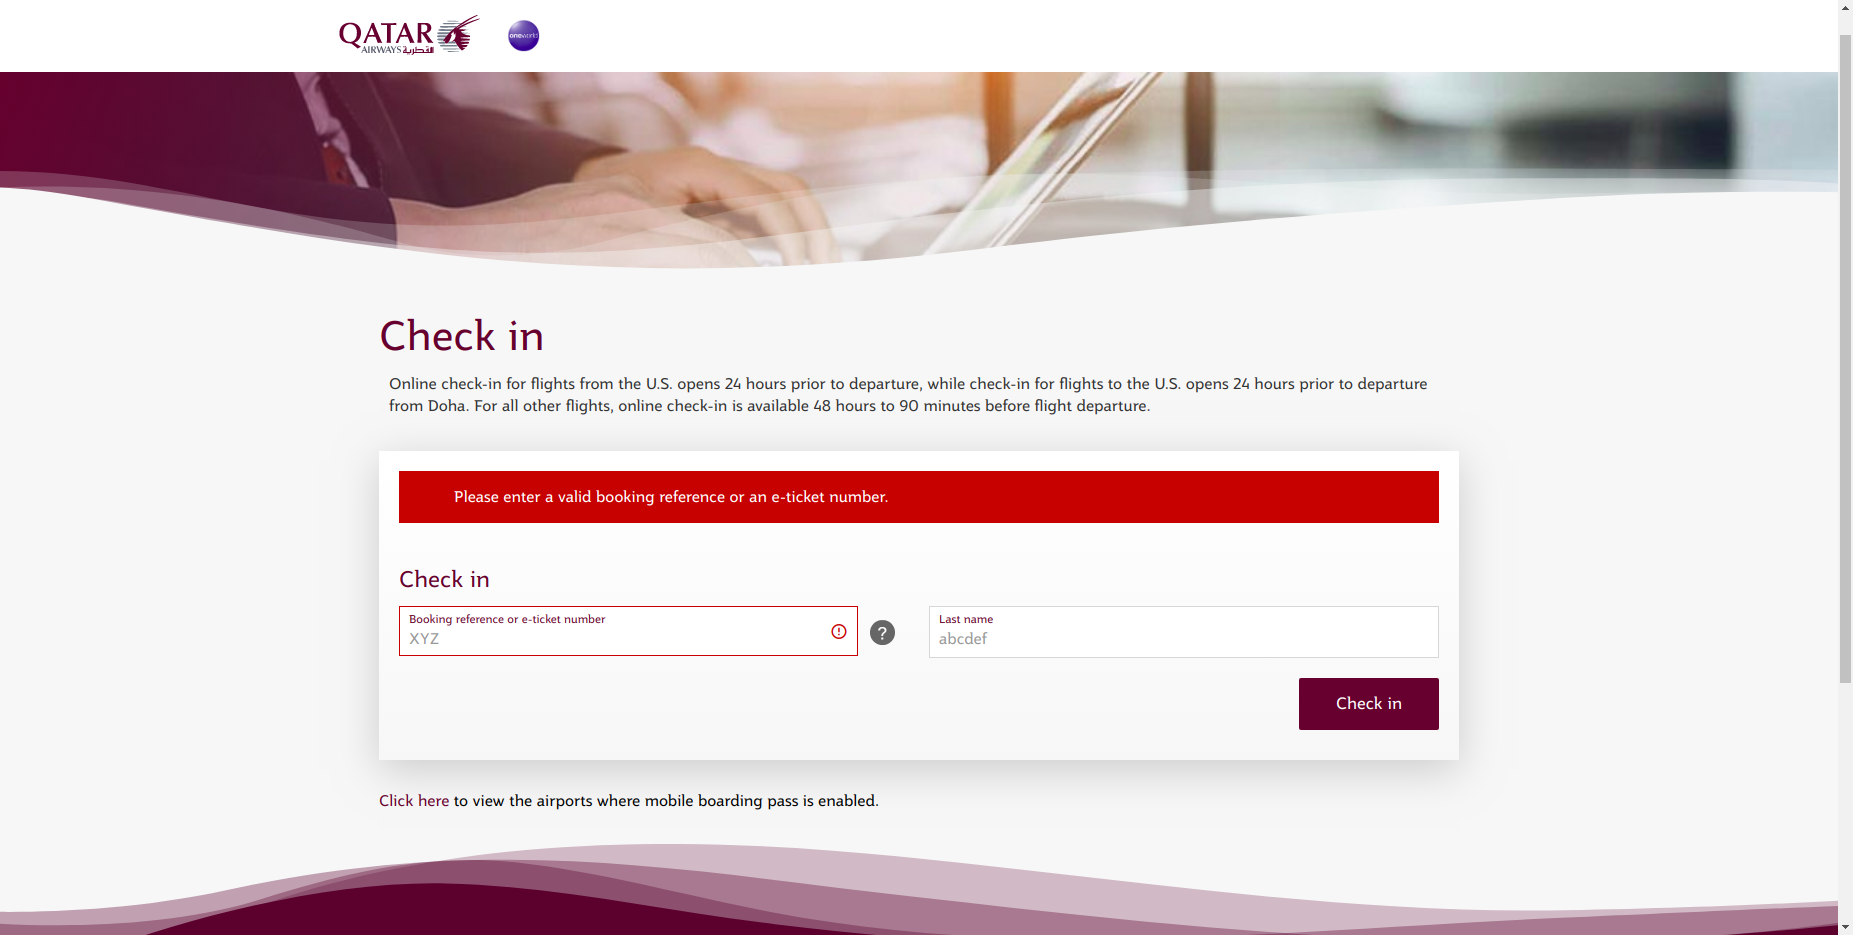 QATAR
AIRWAYS القطرية
oneworld
Check in
Online check-in for flights from the U.S. opens 24 hours prior to departure, while check-in for flights to the U.S. opens 24 hours prior to departure
from Doha. For all other flights, online check-in is available 48 hours to 90 minutes before flight departure.
Please enter a valid booking reference or an e-ticket number.
Check in
Booking reference or e-ticket number
XYZ
?
Last name
abcdef
Check in
Click here to view the airports where mobile boarding pass is enabled.